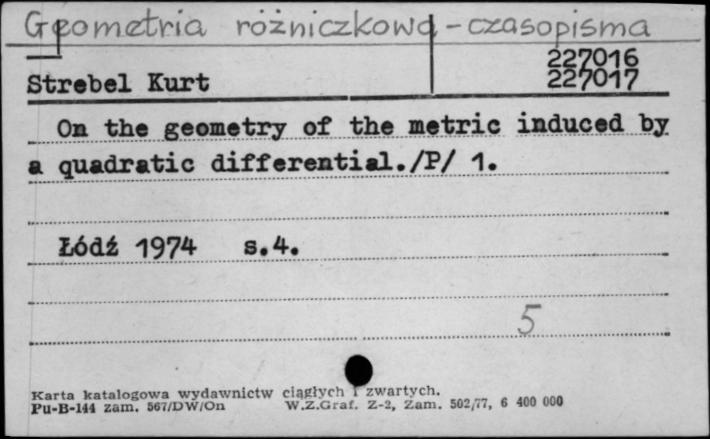 Geometria różniczkowa - czasopisma
227016
Strebel Kurt 227017
On the geometry of the metric induced by
a quadratic differential./P/ 1.
Łódź 1974 s.4.
5
Karta katalogowa wydawnictw ciągłych i zwartych.
Pu-B-144 zam. 567/DW/On W.Z.Graf. Z-2, Zam. 502/77, 6 400 000